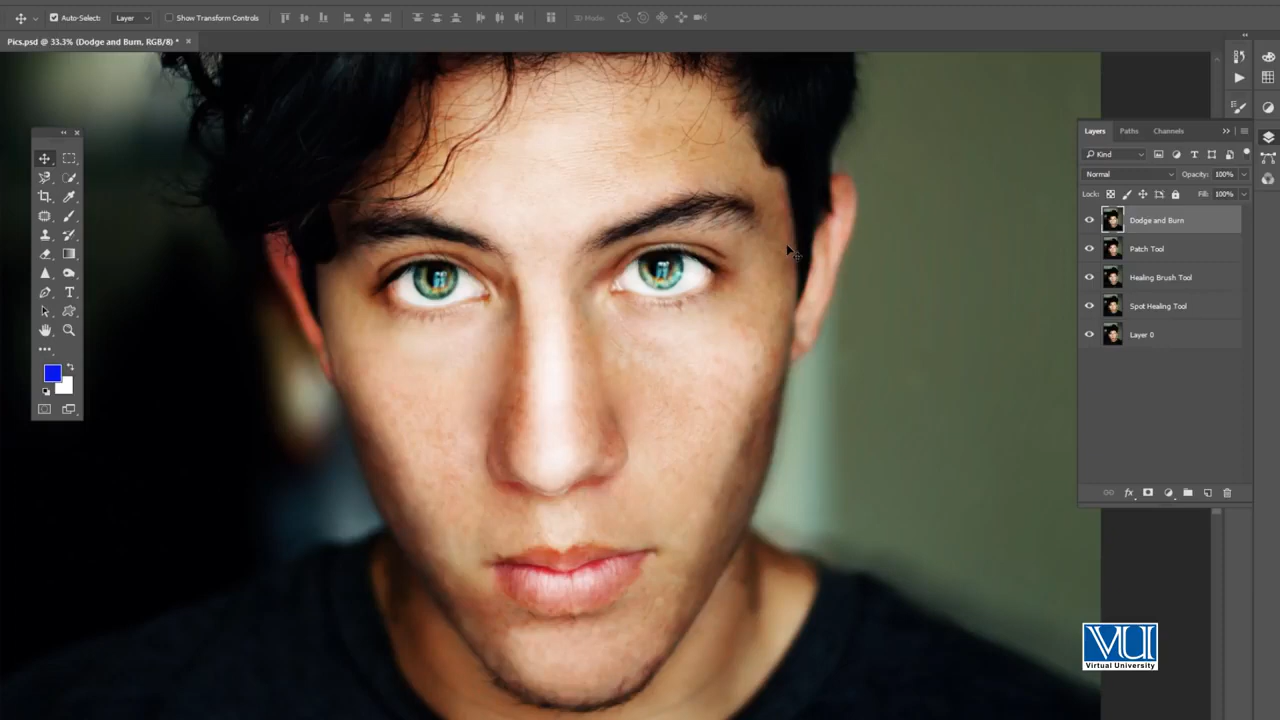 Auto-Select: Layer Show Transform Controls 3D Mode:
Pics.psd @ 33.3% (Dodge and Burn, RGB/8) *
Layers Paths Channels
Kind
Normal Opacity: 100%
Lock: Fill: 100%
Dodge and Burn
Patch Tool
Healing Brush Tool
Spot Healing Tool
Layer 0
fx
VU
Virtual University